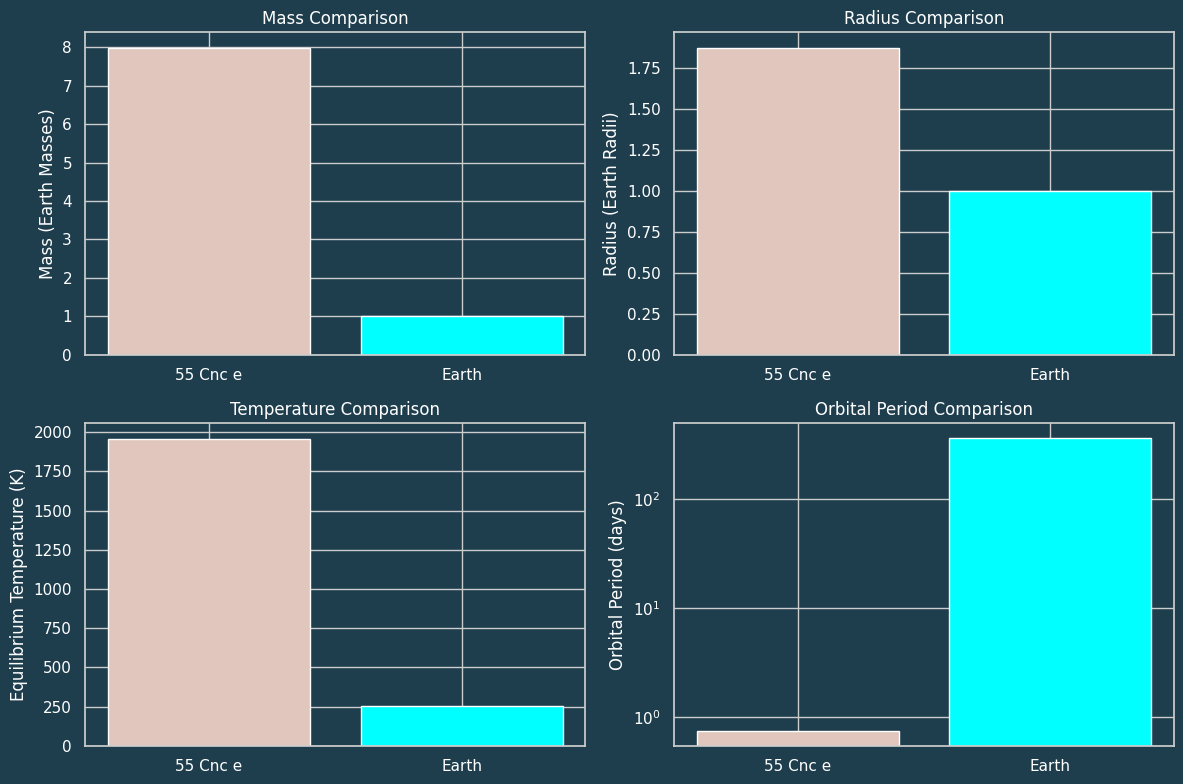 Mass Comparison
Mass (Earth Masses)
8
7
6
5
4
3
2
1
0
55 Cnc e Earth
Radius Comparison
Radius (Earth Radii)
1.75
1.50
1.25
1.00
0.75
0.50
0.25
0.00
55 Cnc e Earth
Temperature Comparison
Equilibrium Temperature (K)
2000
1750
1500
1250
1000
750
500
250
0
55 Cnc e Earth
Orbital Period Comparison
Orbital Period (days)
10²
10¹
10⁰
55 Cnc e Earth